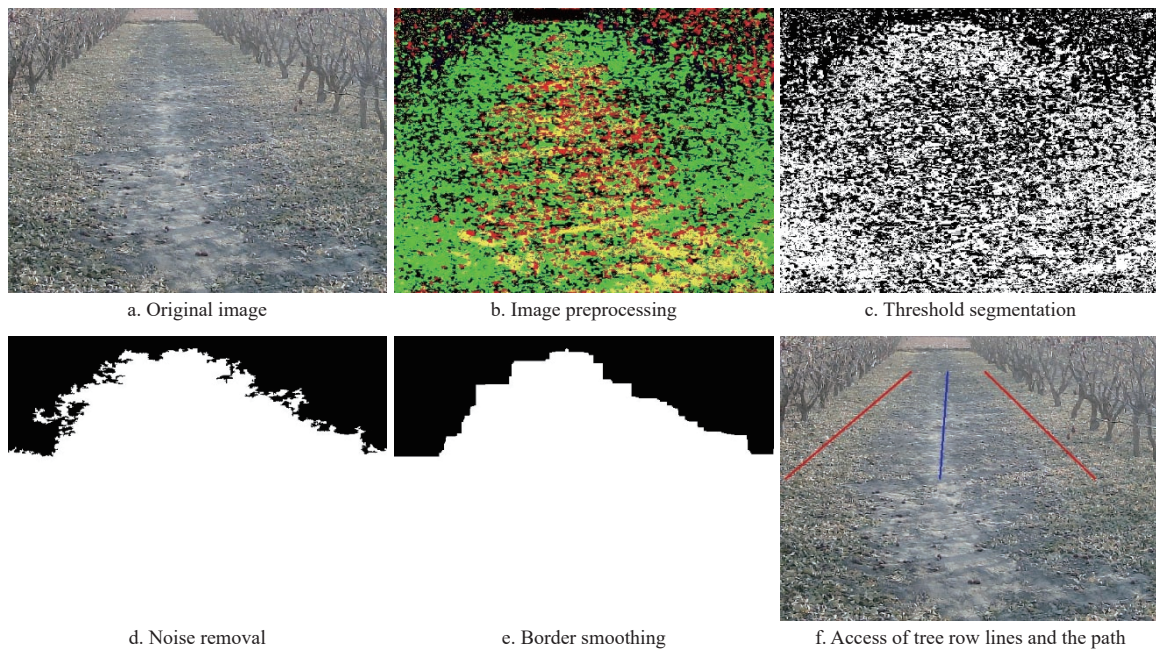 a. Original image
b. Image preprocessing
c. Threshold segmentation
d. Noise removal
e. Border smoothing
f. Access of tree row lines and the path